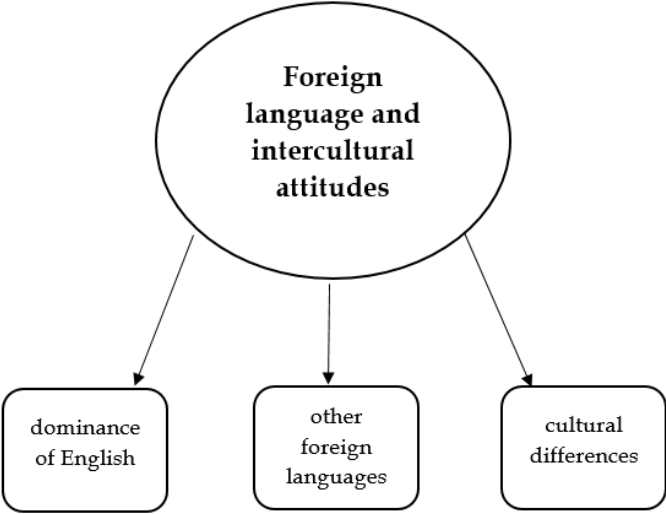 Foreign
language and
intercultural
attitudes
dominance
of English
other
foreign
languages
cultural
differences